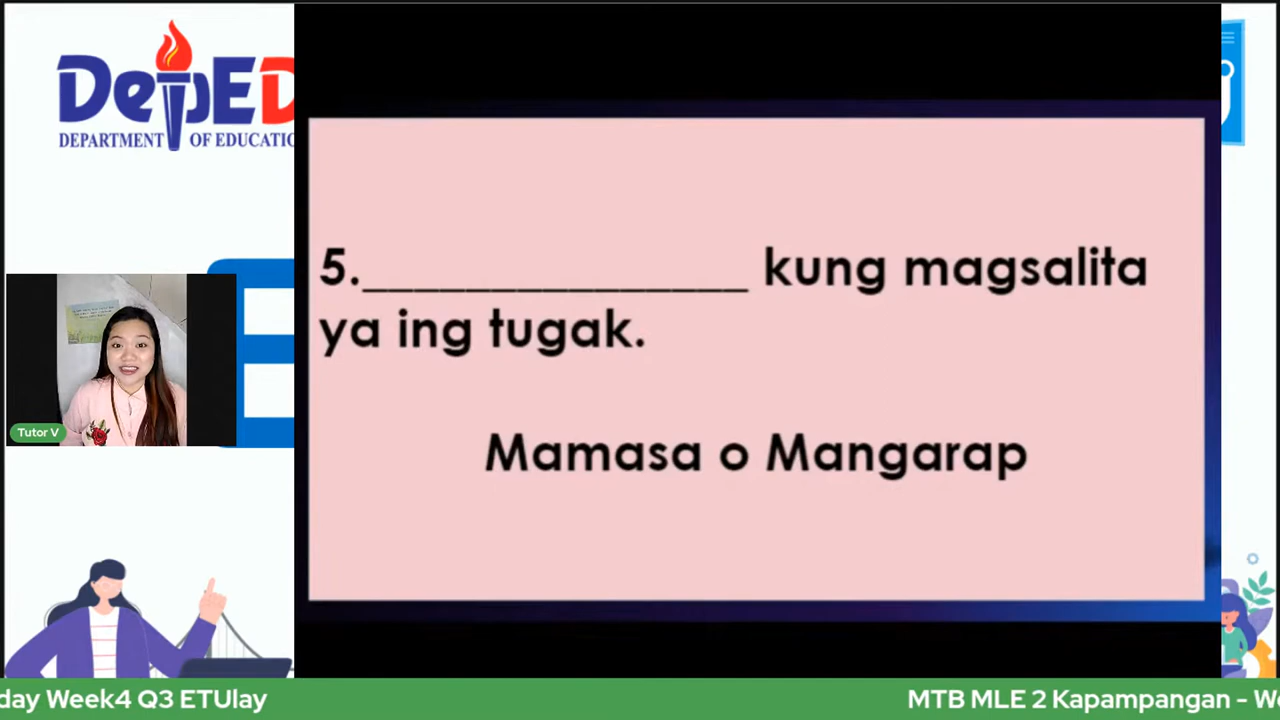 DepED
DEPARTMENT OF EDUCATIO
5._______________ kung magsalita
ya ing tugak.
Mamasa o Mangarap
Tutor V
day Week4 Q3 ETUlay
MTB MLE 2 Kapampangan - We